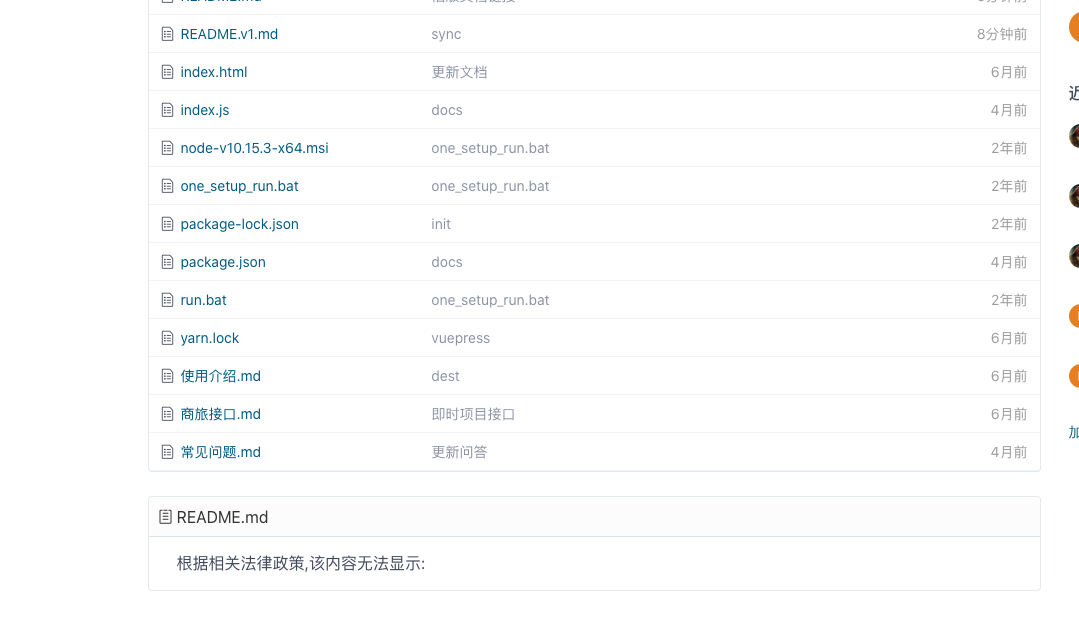 README.v1.md sync 8分钟前
index.html 更新文档 6月前
index.js docs 4月前
node-v10.15.3-x64.msi one_setup_run.bat 2年前
one_setup_run.bat one_setup_run.bat 2年前
package-lock.json init 2年前
package.json docs 4月前
run.bat one_setup_run.bat 2年前
yarn.lock vuepress 6月前
使用介绍.md dest 6月前
商旅接口.md 即时项目接口 6月前
常见问题.md 更新问答 4月前
README.md
根据相关法律政策,该内容无法显示: